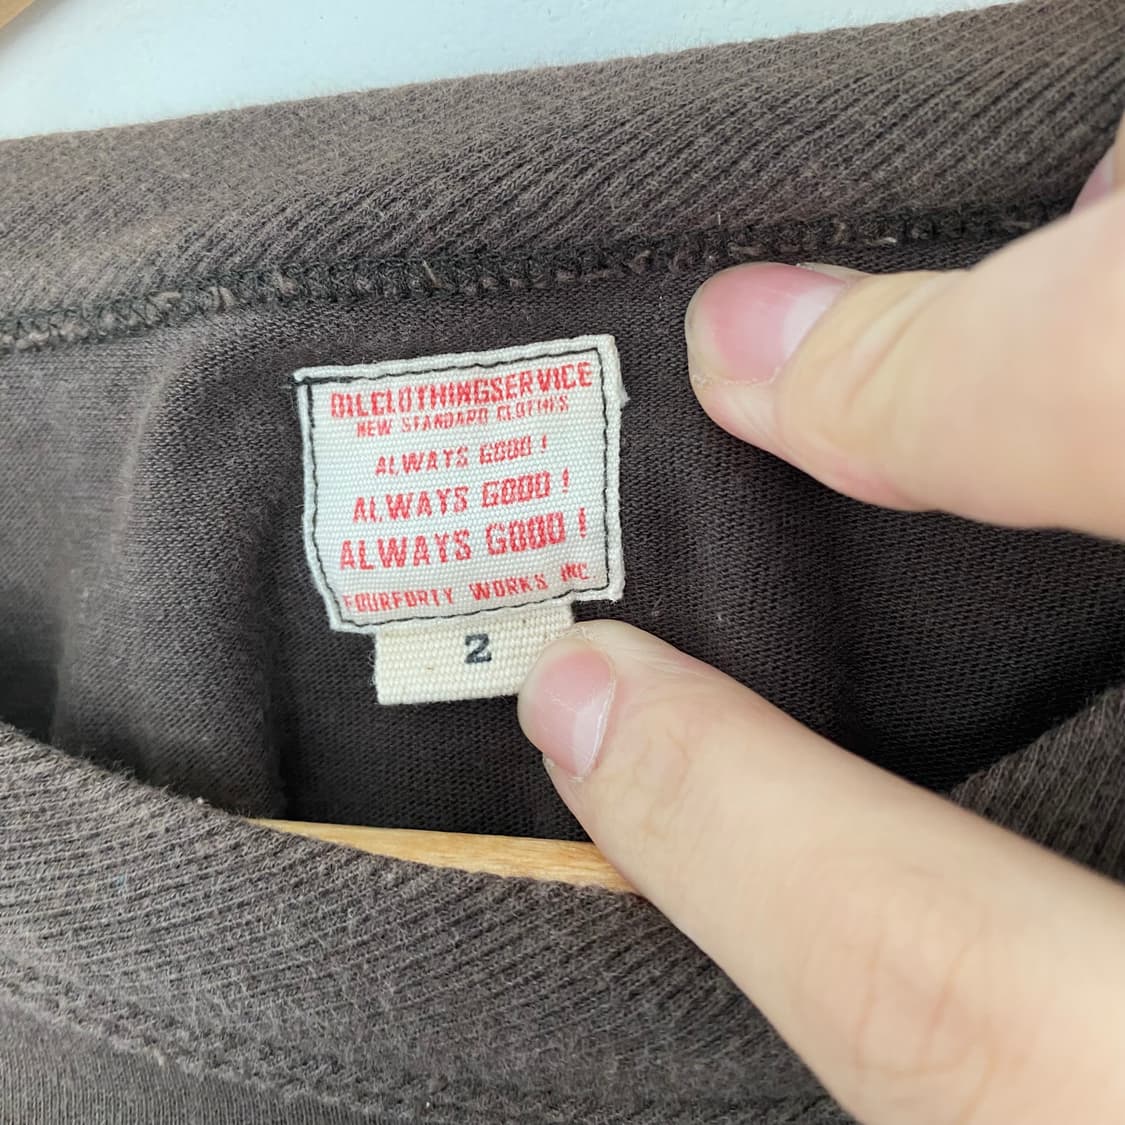 OILCLOTHINGSERVICE
NEW STANDARD CLOTHES
ALWAYS GOOD !
ALWAYS GOOD !
ALWAYS GOOD !
FOURFORTY WORKS INC
2